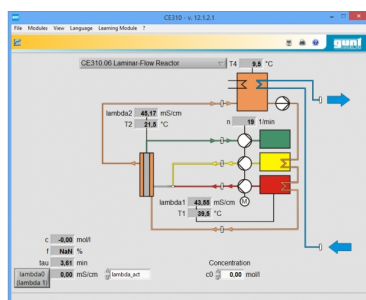 CE310 - v. 12.1.2.1
File Modules View Language Learning Module ?
gunt
CE310.06 Laminar-Flow Reactor
T4 9,5 °C
lambda2 45,17 mS/cm
T2 21,5 °C
n 19 1/min
lambda1 43,55 mS/cm
T1 39,5 °C
M
c -0,00 mol/l
f NaN %
tau 3,61 min
lambda0 (lambda 1) 0,00 mS/cm lambda_act
Concentration
c0 0,00 mol/l